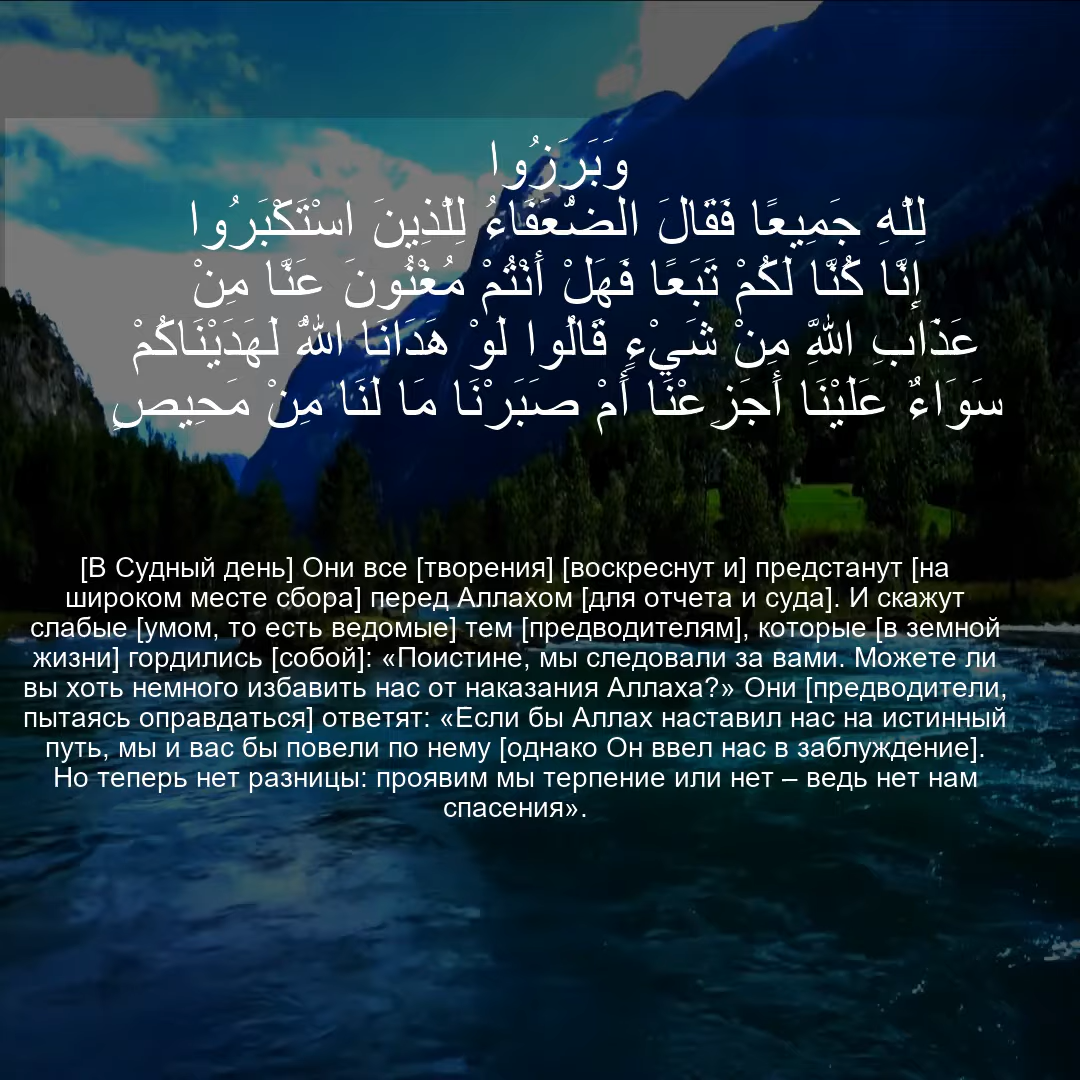 وَبَرَزُوا
لِلَّهِ جَمِيعًا فَقَالَ الضُّعَفَاءُ لِلَّذِينَ اسْتَكْبَرُوا
إِنَّا كُنَّا لَكُمْ تَبَعًا فَهَلْ أَنْتُمْ مُغْنُونَ عَنَّا مِنْ
عَذَابِ اللَّهِ مِنْ شَيْءٍ قَالُوا لَوْ هَدَانَا اللَّهُ لَهَدَيْنَاكُمْ
سَوَاءٌ عَلَيْنَا أَجَزِعْنَا أَمْ صَبَرْنَا مَا لَنَا مِنْ مَحِيصٍ
[В Судный день] Они все [творения] [воскреснут и] предстанут [на
широком месте сбора] перед Аллахом [для отчета и суда]. И скажут
слабые [умом, то есть ведомые] тем [предводителям], которые [в земной
жизни] гордились [собой]: «Поистине, мы следовали за вами. Можете ли
вы хоть немного избавить нас от наказания Аллаха?» Они [предводители,
пытаясь оправдаться] ответят: «Если бы Аллах наставил нас на истинный
путь, мы и вас бы повели по нему [однако Он ввел нас в заблуждение].
Но теперь нет разницы: проявим мы терпение или нет – ведь нет нам
спасения».